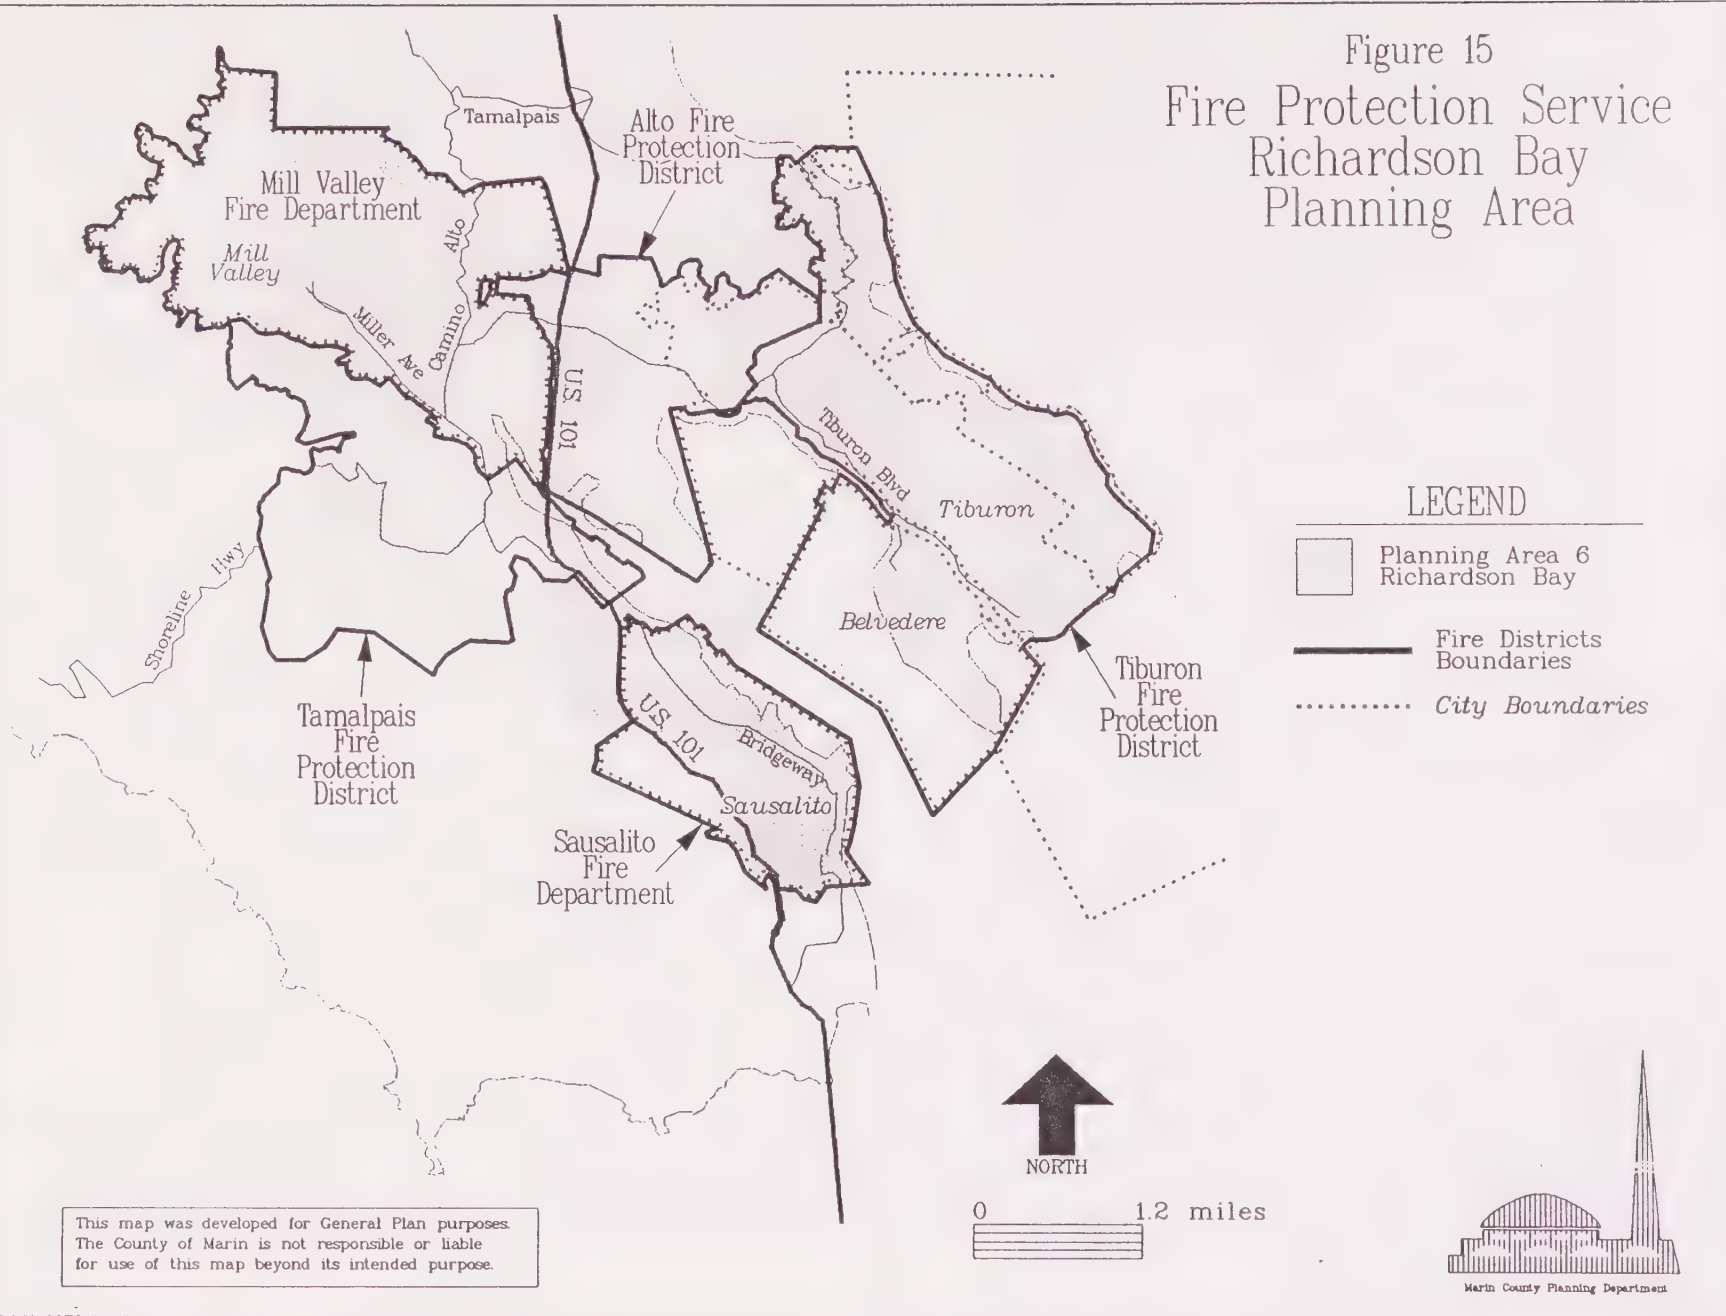 Figure 15
Fire Protection Service
Richardson Bay
Planning Area
Tamalpais
Alto Fire
Protection
District
Mill Valley
Fire Department
Mill
Valley
Camino Alto
Miller Ave
U.S. 101
Tiburon Blvd
Tiburon
Shoreline Hwy
Belvedere
Tamalpais
Fire
Protection
District
U.S. 101
Bridgeway
Sausalito
Sausalito
Fire
Department
Tiburon
Fire
Protection
District
LEGEND
Planning Area 6
Richardson Bay
Fire Districts
Boundaries
City Boundaries
NORTH
0 1.2 miles
This map was developed for General Plan purposes.
The County of Marin is not responsible or liable
for use of this map beyond its intended purpose.
Marin County Planning Department